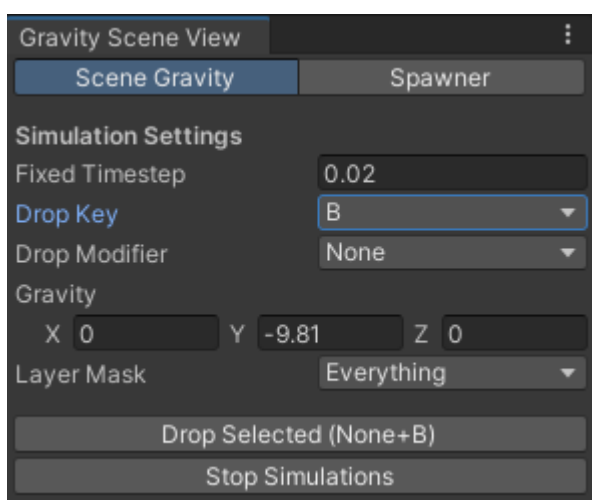 Gravity Scene View
Scene Gravity Spawner
Simulation Settings
Fixed Timestep 0.02
Drop Key B
Drop Modifier None
Gravity
X 0 Y -9.81 Z 0
Layer Mask Everything
Drop Selected (None+B)
Stop Simulations